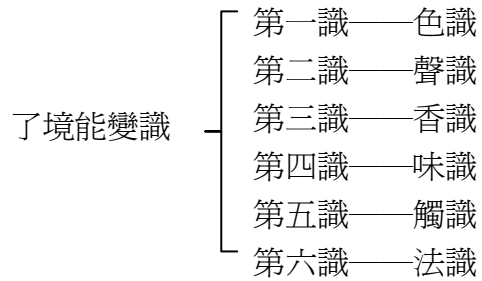 第一識——色識
第二識——聲識
第三識——香識
了境能變識
第四識——味識
第五識——觸識
第六識——法識